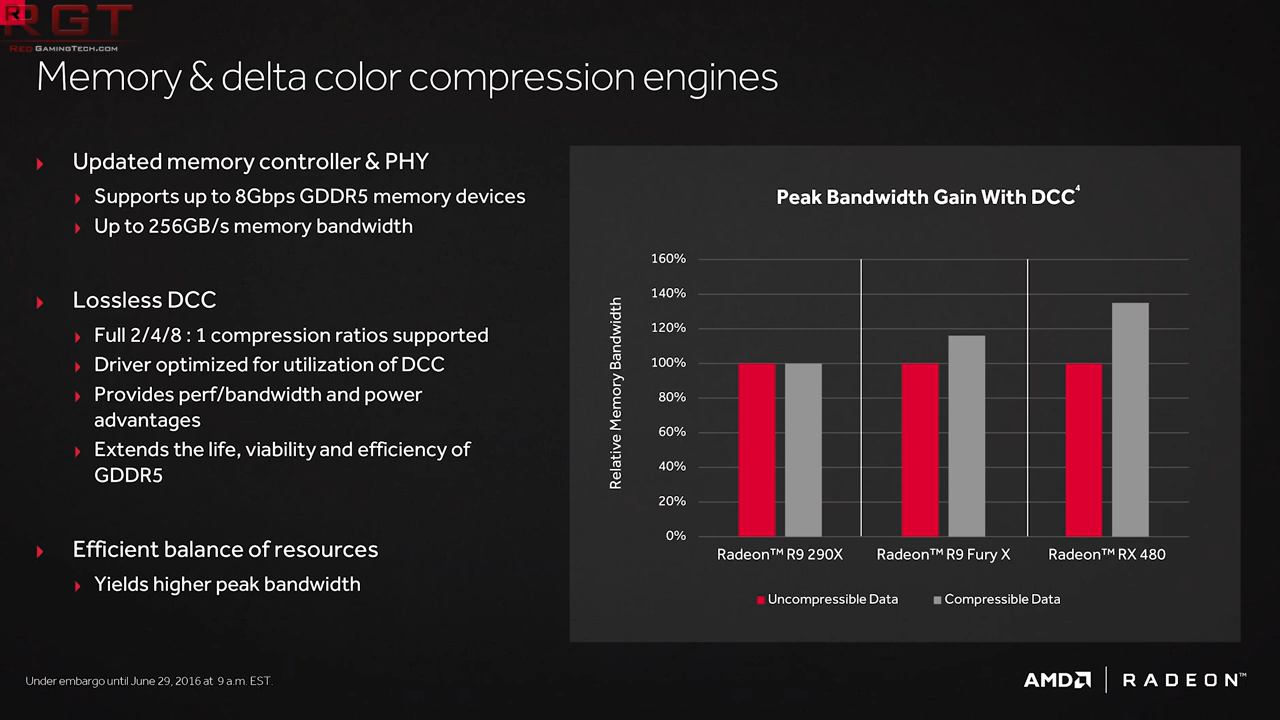 RGT
RED GAMINGTECH.COM
Memory & delta color compression engines
Updated memory controller & PHY
Supports up to 8Gbps GDDR5 memory devices
Up to 256GB/s memory bandwidth
Lossless DCC
Full 2/4/8 : 1 compression ratios supported
Driver optimized for utilization of DCC
Provides perf/bandwidth and power
advantages
Extends the life, viability and efficiency of
GDDR5
Efficient balance of resources
Yields higher peak bandwidth
Peak Bandwidth Gain With DCC⁴
Relative Memory Bandwidth
160%
140%
120%
100%
80%
60%
40%
20%
0%
Radeon™ R9 290X Radeon™ R9 Fury X Radeon™ RX 480
Uncompressible Data Compressible Data
Under embargo until June 29, 2016 at 9 a.m. EST.
AMD RADEON™